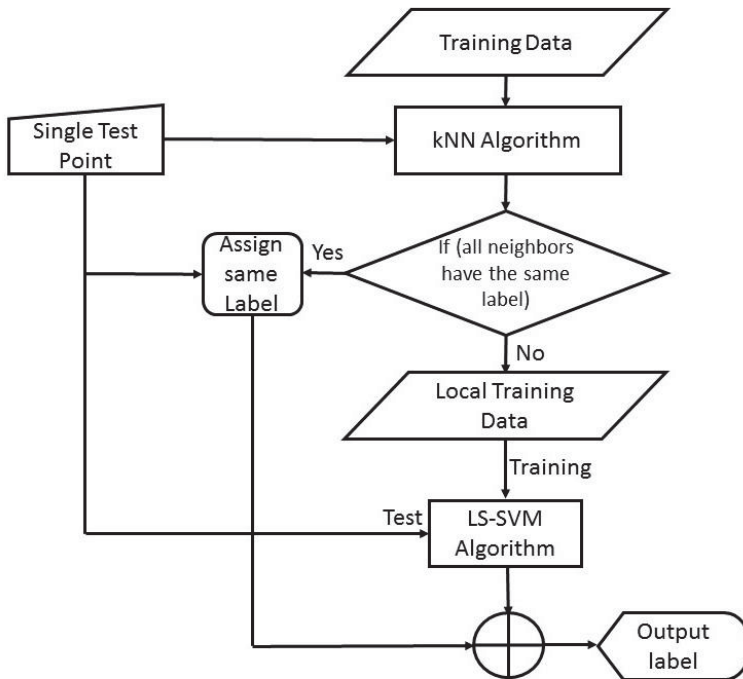 Training Data
Single Test
Point
kNN Algorithm
If (all neighbors
have the same
label)
Yes
Assign
same
Label
No
Local Training
Data
Training
Test
LS-SVM
Algorithm
Output
label